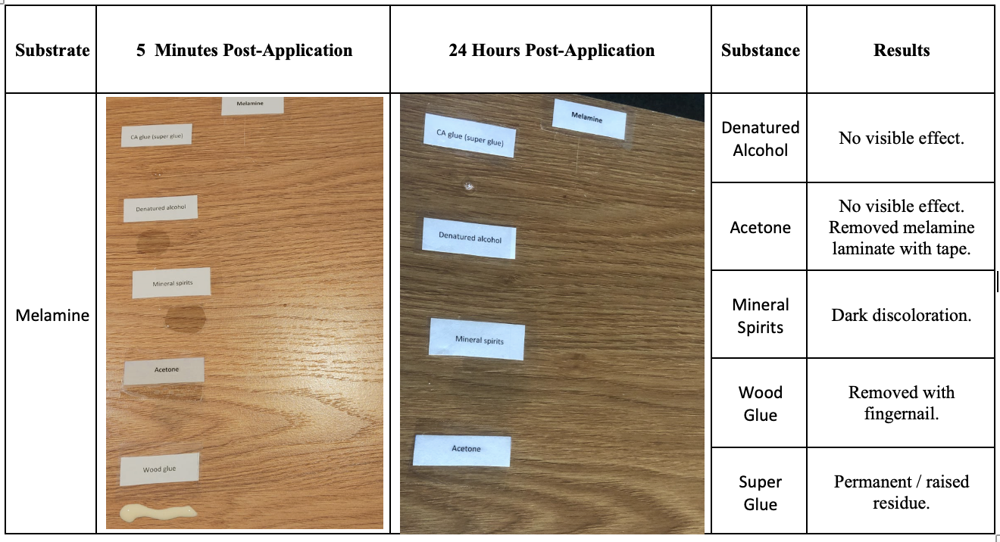 Substrate
5 Minutes Post-Application
24 Hours Post-Application
Substance
Results
Melamine
Melamine
CA glue (super glue)
Denatured alcohol
Mineral spirits
Acetone
Wood glue
Melamine
CA glue (super glue)
Denatured alcohol
Mineral spirits
Acetone
Denatured
Alcohol
No visible effect.
Acetone
No visible effect.
Removed melamine
laminate with tape.
Mineral
Spirits
Dark discoloration.
Wood
Glue
Removed with
fingernail.
Super
Glue
Permanent / raised
residue.